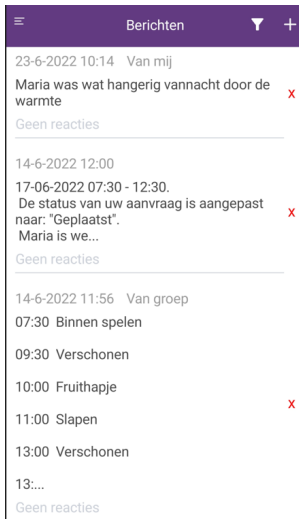 Berichten
23-6-2022 10:14 Van mij
Maria was wat hangerig vannacht door de
warmte
x
Geen reacties
14-6-2022 12:00
17-06-2022 07:30 - 12:30.
De status van uw aanvraag is aangepast
naar: "Geplaatst".
x
Maria is we...
Geen reacties
14-6-2022 11:56 Van groep
07:30 Binnen spelen
09:30 Verschonen
10:00 Fruithapje
x
11:00 Slapen
13:00 Verschonen
13:...
Geen reacties